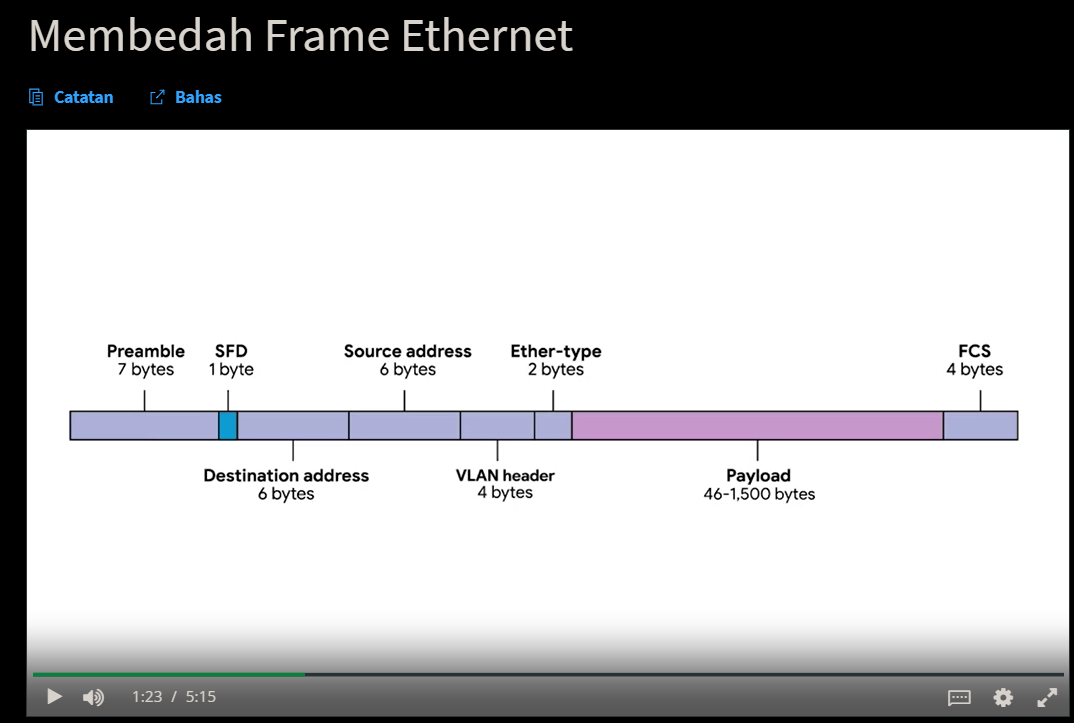 Membedah Frame Ethernet
Catatan
Bahas
Preamble
7 bytes
SFD
1 byte
Source address
6 bytes
Ether-type
2 bytes
FCS
4 bytes
Destination address
6 bytes
VLAN header
4 bytes
Payload
46-1,500 bytes
1:23 / 5:15